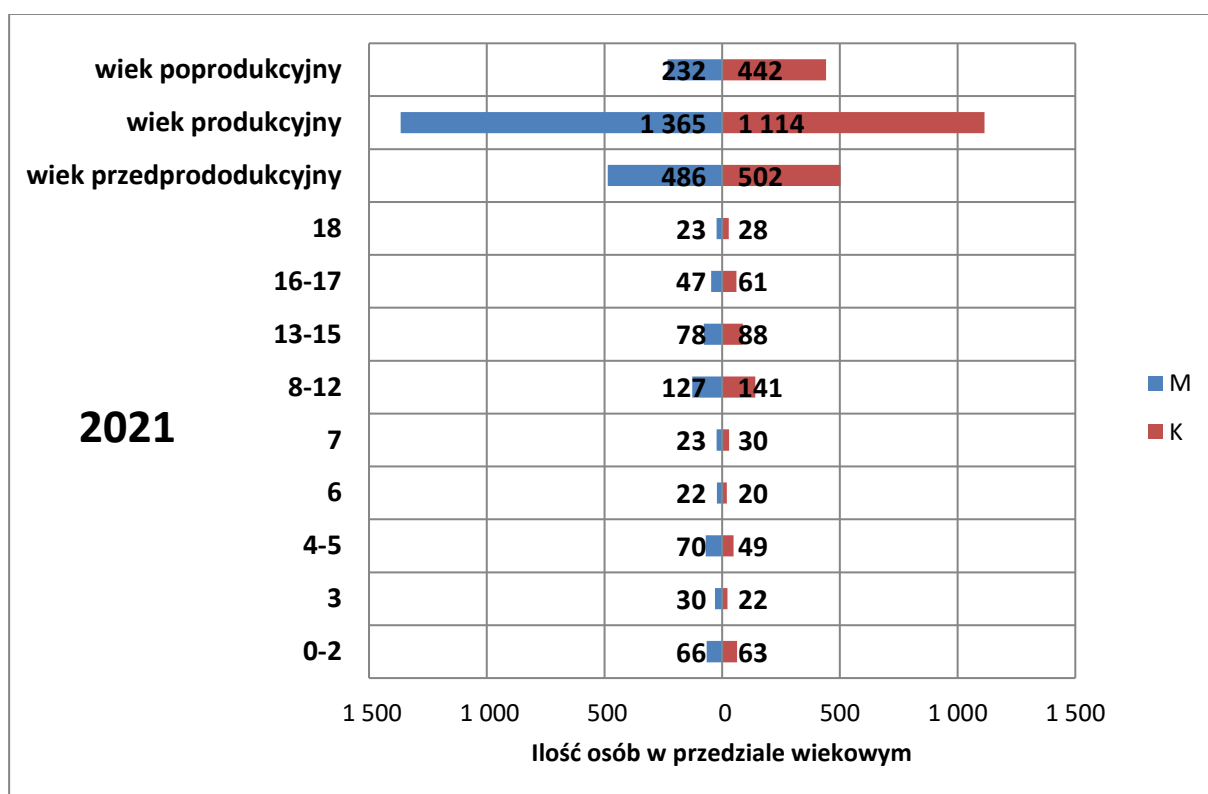 wiek poprodukcyjny 232 442
wiek produkcyjny 1 365 1 114
wiek przedprododukcyjny 486 502
18 23 28
16-17 47 61
13-15 78 88
8-12 127 141
7 23 30
6 22 20
4-5 70 49
3 30 22
0-2 66 63
2021
M
K
1 500 1 000 500 0 500 1 000 1 500
Ilość osób w przedziale wiekowym